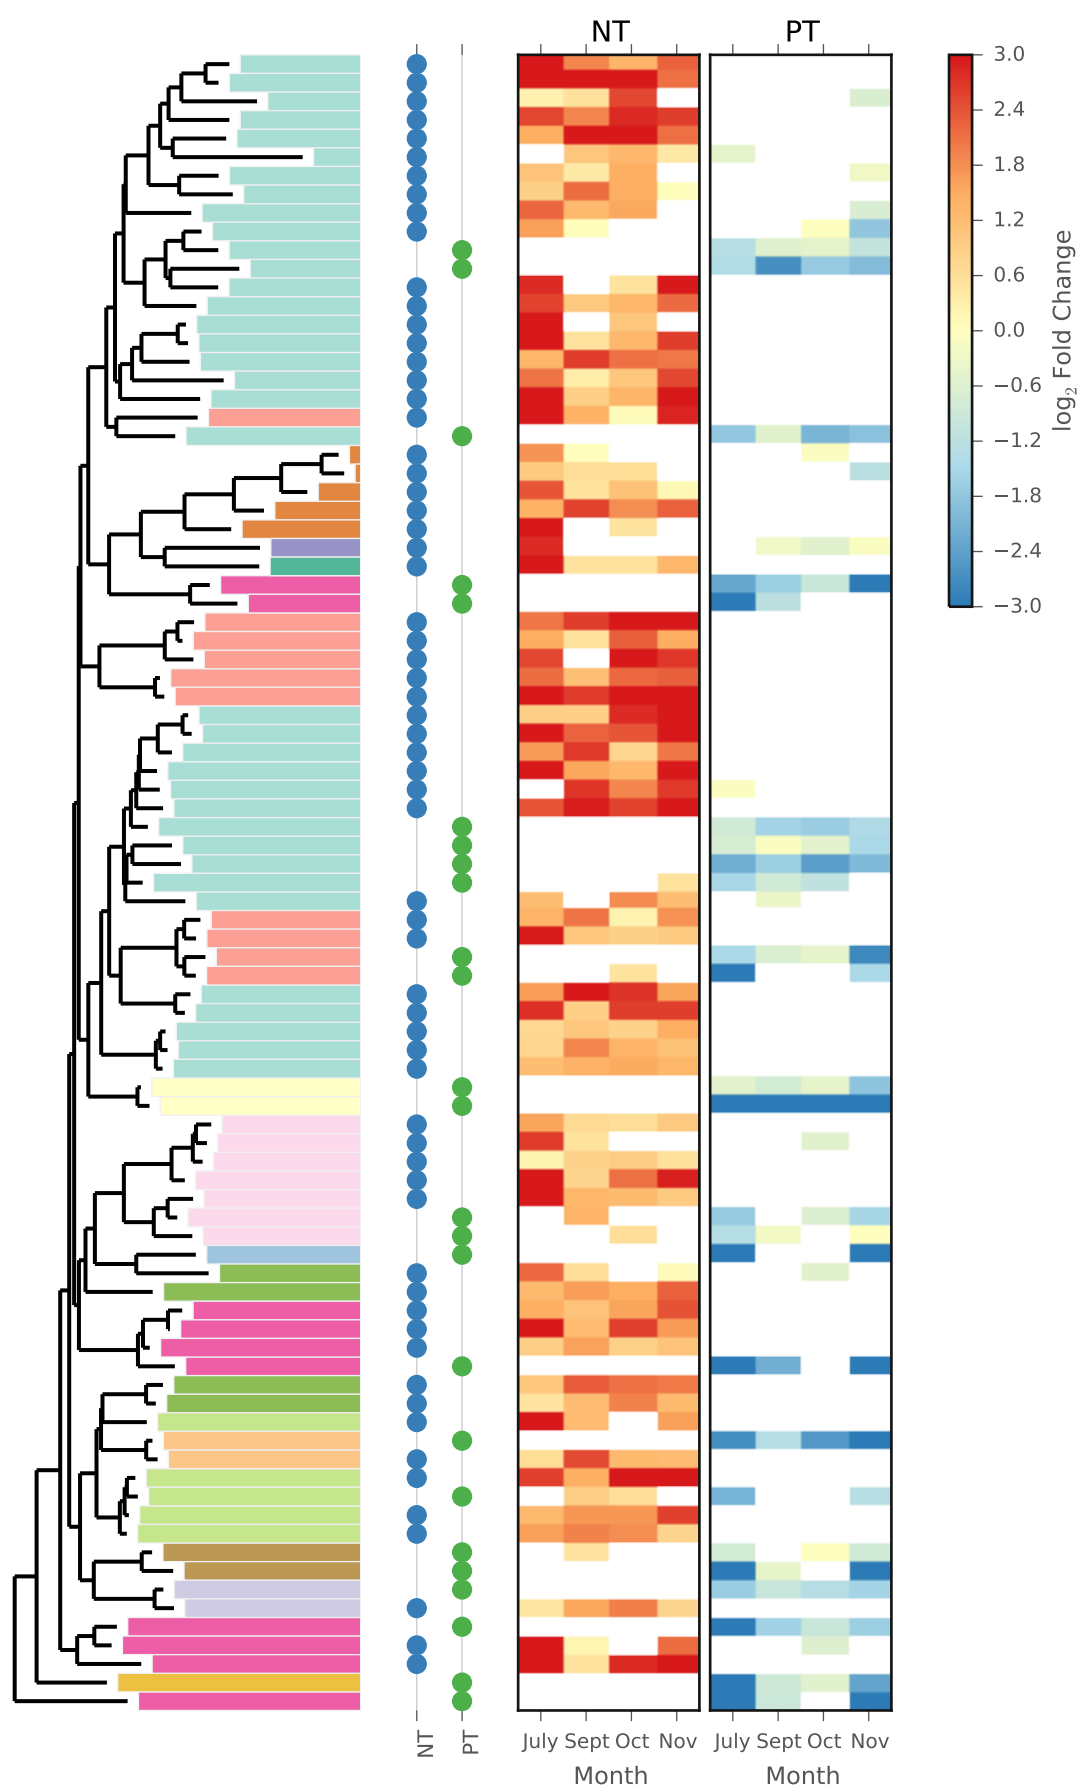 NT PT
3.0
2.4
1.8
1.2
0.6
0.0
−0.6
−1.2
−1.8
−2.4
−3.0
log₂ Fold Change
NT PT
July Sept Oct Nov July Sept Oct Nov
Month Month